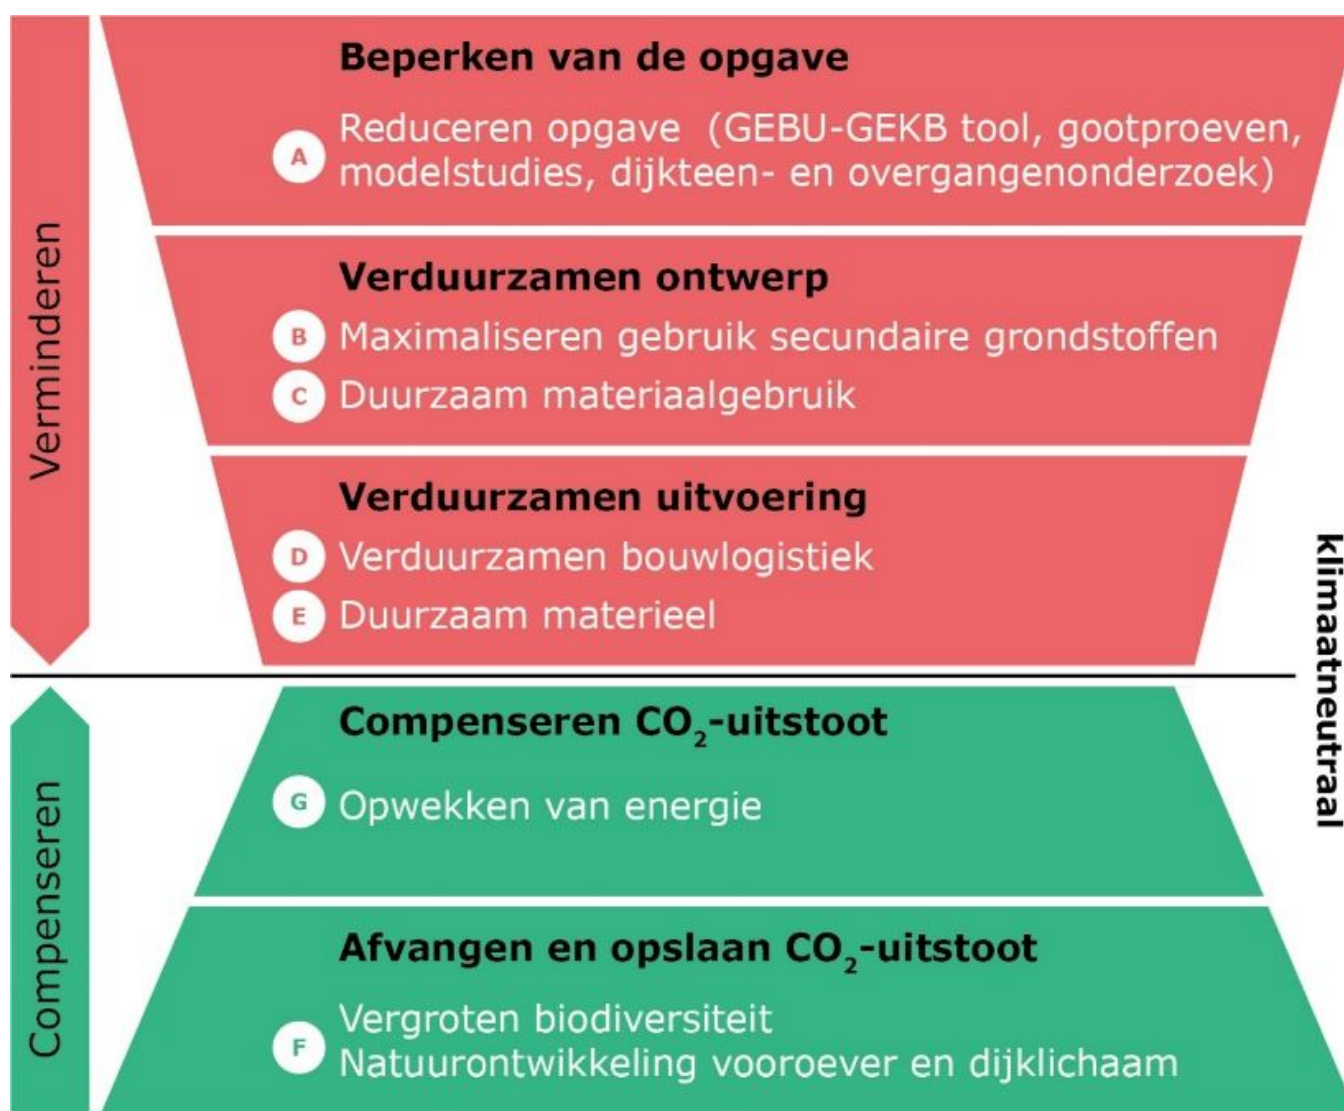 Verminderen
Beperken van de opgave
A
Reduceren opgave (GEBU-GEKB tool, gootproeven,
modelstudies, dijkteen- en overgangenonderzoek)
Verduurzamen ontwerp
B Maximaliseren gebruik secundaire grondstoffen
C Duurzaam materiaalgebruik
Verduurzamen uitvoering
D Verduurzamen bouwlogistiek
E Duurzaam materieel
klimaatneutraal
Compenseren
Compenseren CO₂-uitstoot
G Opwekken van energie
Afvangen en opslaan CO₂-uitstoot
F
Vergroten biodiversiteit
Natuurontwikkeling vooroever en dijklichaam